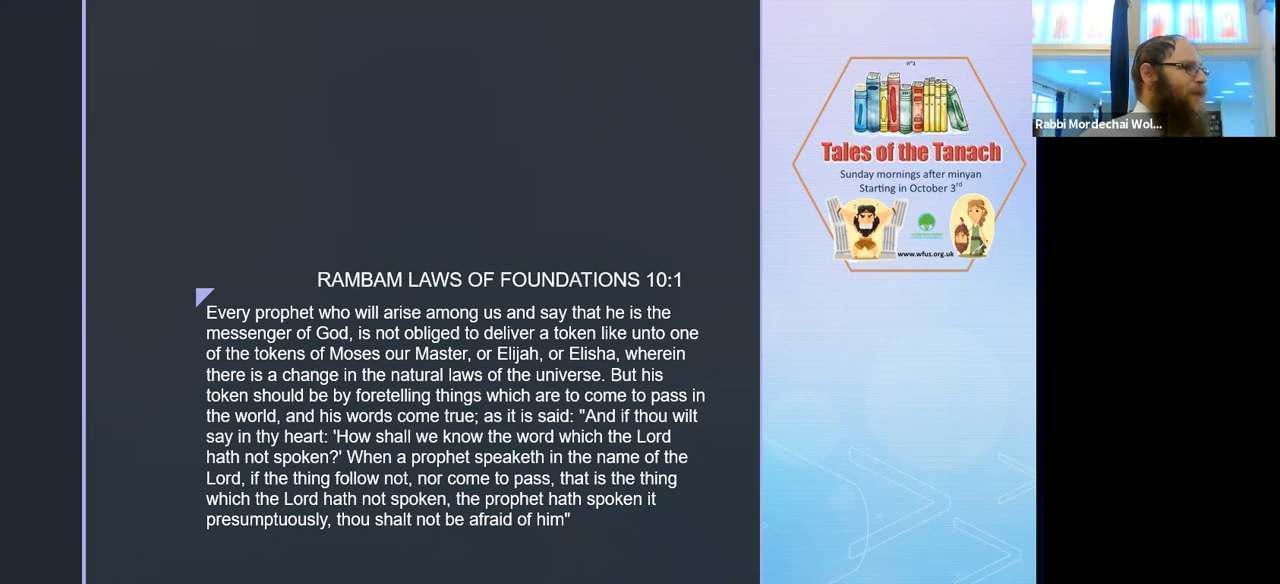 RAMBAM LAWS OF FOUNDATIONS 10:1
Every prophet who will arise among us and say that he is the
messenger of God, is not obliged to deliver a token like unto one
of the tokens of Moses our Master, or Elijah, or Elisha, wherein
there is a change in the natural laws of the universe. But his
token should be by foretelling things which are to come to pass in
the world, and his words come true; as it is said: "And if thou wilt
say in thy heart: 'How shall we know the word which the Lord
hath not spoken?' When a prophet speaketh in the name of the
Lord, if the thing follow not, nor come to pass, that is the thing
which the Lord hath not spoken, the prophet hath spoken it
presumptuously, thou shalt not be afraid of him"
ב"ה
Tales of the Tanach
Sunday mornings after minyan
Starting in October 3rd
www.wfus.org.uk
Rabbi Mordechai Wol...